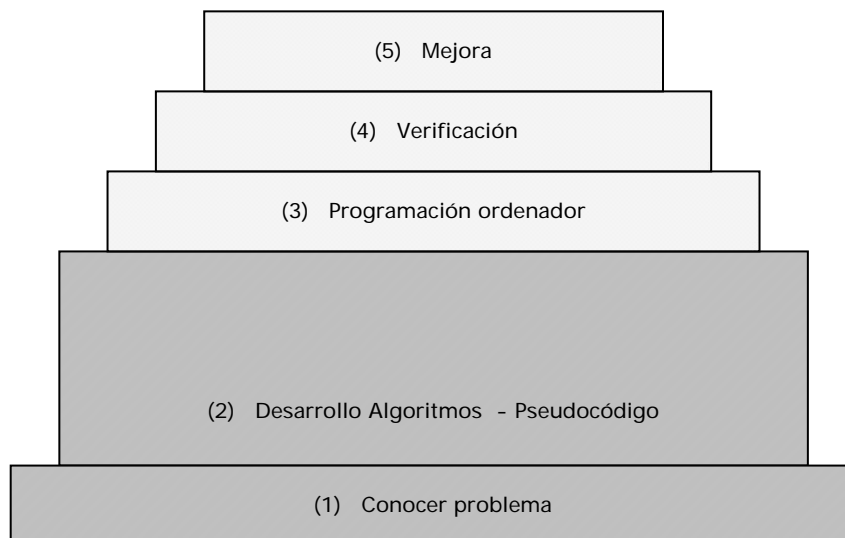 (5) Mejora
(4) Verificación
(3) Programación ordenador
(2) Desarrollo Algoritmos - Pseudocódigo
(1) Conocer problema